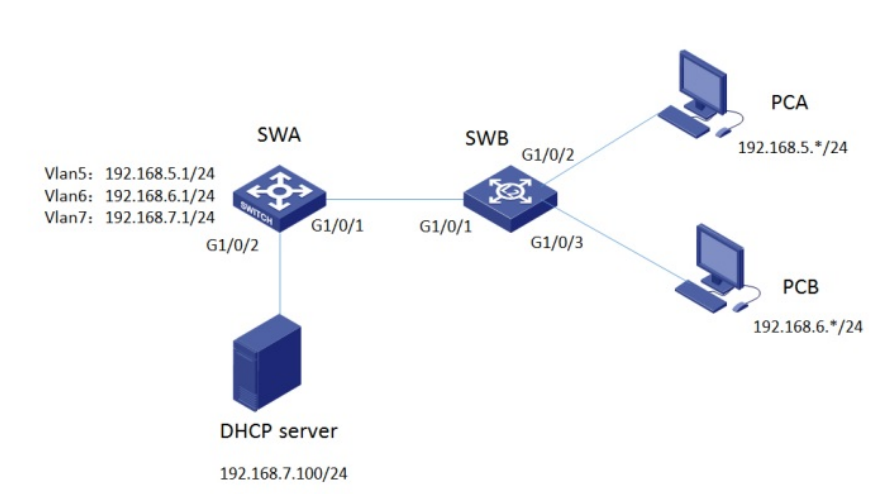 SWA
Vlan5：192.168.5.1/24
Vlan6：192.168.6.1/24
Vlan7：192.168.7.1/24
G1/0/2
G1/0/1
SWITCH
SWB
G1/0/2
G1/0/1
G1/0/3
L2
PCA
192.168.5.*/24
PCB
192.168.6.*/24
DHCP server
192.168.7.100/24